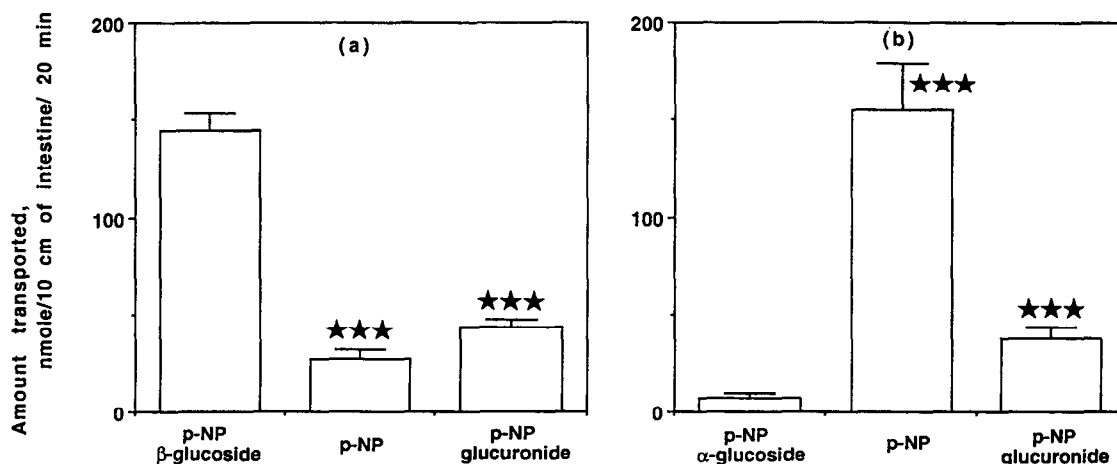 Amount transported,
nmole/10 cm of intestine/ 20 min
200
100
0
(a)
★★★
★★★
p-NP
β-glucoside
p-NP
p-NP
glucuronide
200
100
0
(b)
★★★
★★★
p-NP
α-glucoside
p-NP
p-NP
glucuronide